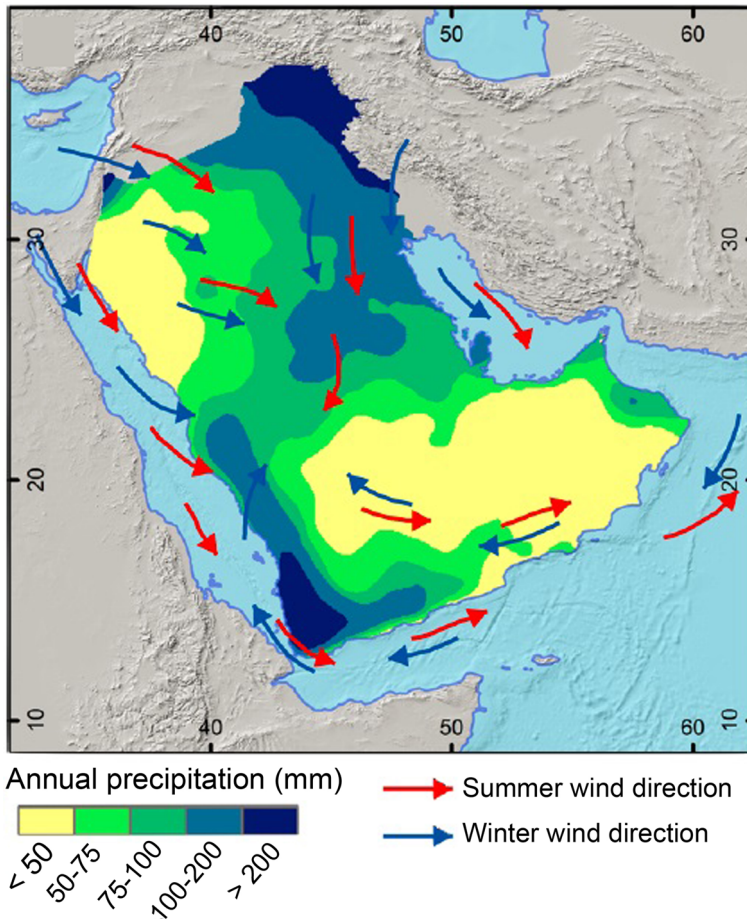 40 50 60
30 30
20 20
10 10
40 50 60
Annual precipitation (mm)
< 50
50-75
75-100
100-200
> 200
Summer wind direction
Winter wind direction